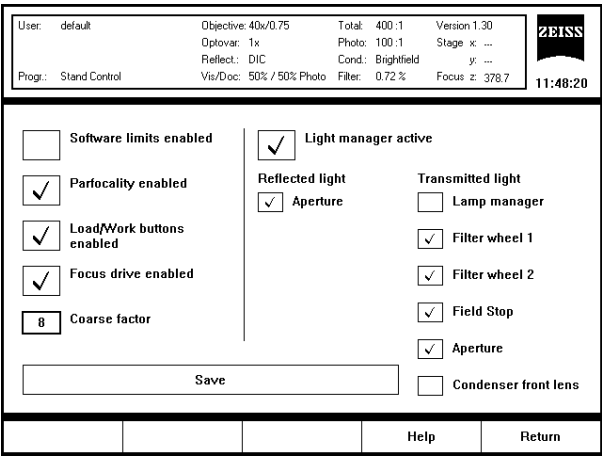 User: default Objective: 40x/0.75 Total: 400 :1 Version 1.30
Optovar: 1x Photo: 100 :1 Stage x: ...
Reflect.: DIC Cond.: Brightfield y: ...
Progr.: Stand Control Vis/Doc: 50% / 50% Photo Filter: 0.72 % Focus z: 378.7
ZEISS
11:48:20
Software limits enabled
Parfocality enabled
Load/Work buttons
enabled
Focus drive enabled
8 Coarse factor
Light manager active
Reflected light
Aperture
Transmitted light
Lamp manager
Filter wheel 1
Filter wheel 2
Field Stop
Aperture
Condenser front lens
Save
Help Return